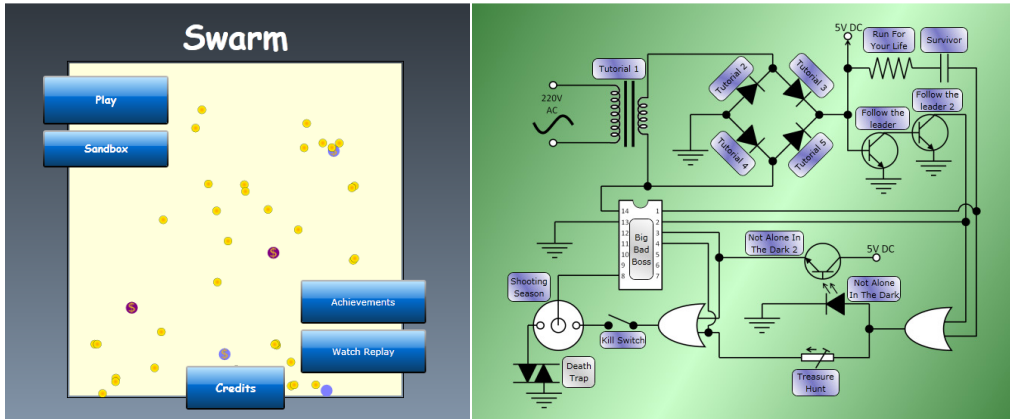 Swarm
Play
Sandbox
Achievements
Watch Replay
Credits
$
$
$
5V DC
Run For
Your Life
Survivor
Tutorial 1
Tutorial 2
Tutorial 3
220V
AC
Follow the
leader
Follow the
leader 2
Tutorial 4
Tutorial 5
14
13
12
11
10
9
8
Big
Bad
Boss
1
2
3
4
5
6
7
Not Alone In
The Dark 2
5V DC
Shooting
Season
Not Alone
In The Dark
Kill Switch
Death
Trap
Treasure
Hunt